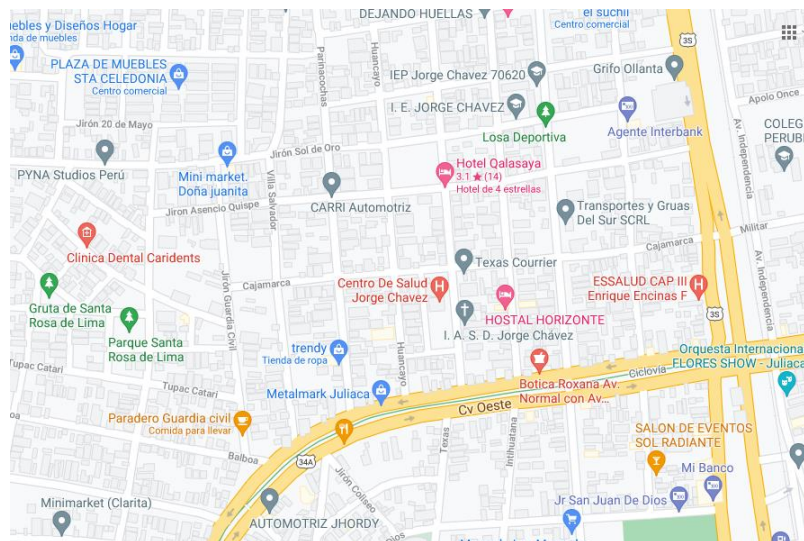 DEJANDO HUELLAS
el suchii
Centro comercial
uebles y Diseños Hogar
nda de muebles
3S
PLAZA DE MUEBLES
STA CELEDONIA
Centro comercial
Parinacochas
Huancayo
IEP Jorge Chavez 70620
Grifo Ollanta
I. E. JORGE CHAVEZ
Apolo Once
Jirón 20 de Mayo
Losa Deportiva
Agente Interbank
Av. Independencia
COLEG
PERUBI
Jirón Sol de Oro
PYNA Studios Perú
Mini market.
Doña juanita
Hotel Qalasaya
3.1 ★ (14)
Hotel de 4 estrellas
Villa Salvador
Jiron Asencio Quispe
CARRI Automotriz
Transportes y Gruas
Del Sur SCRL
Militar
Cajamarca
Clinica Dental Caridents
Texas Courrier
Av. Independencia
Cajamarca
Centro De Salud
Jorge Chavez
ESSALUD CAP III
Enrique Encinas F
Jirón Guardia Civil
Gruta de Santa
Rosa de Lima
HOSTAL HORIZONTE
3S
I. A. S. D. Jorge Chávez
Parque Santa
Rosa de Lima
trendy
Tienda de ropa
Huancayo
Orquesta Internaciona
FLORES SHOW - Juliaca
Tupac Catari
Ciclovia
Tupac Catari
Metalmark Juliaca
Botica Roxana Av.
Normal con Av...
Cv Oeste
Paradero Guardia civil
Comida para llevar
Texas
Intihuatana
SALON DE EVENTOS
SOL RADIANTE
Balboa
34A
Mi Banco
Jirón Coliseo
Minimarket (Clarita)
Jr San Juan De Dios
AUTOMOTRIZ JHORDY